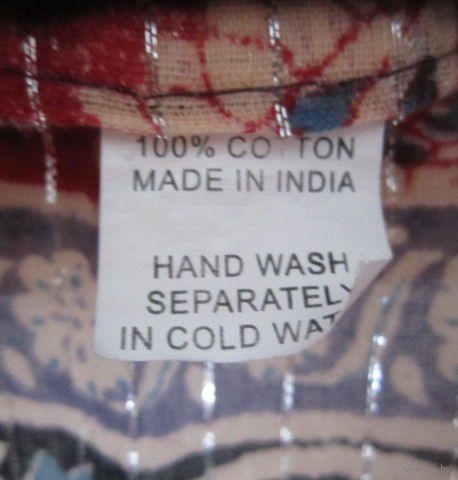 100% COTTON
MADE IN INDIA
HAND WASH
SEPARATELY
IN COLD WAT